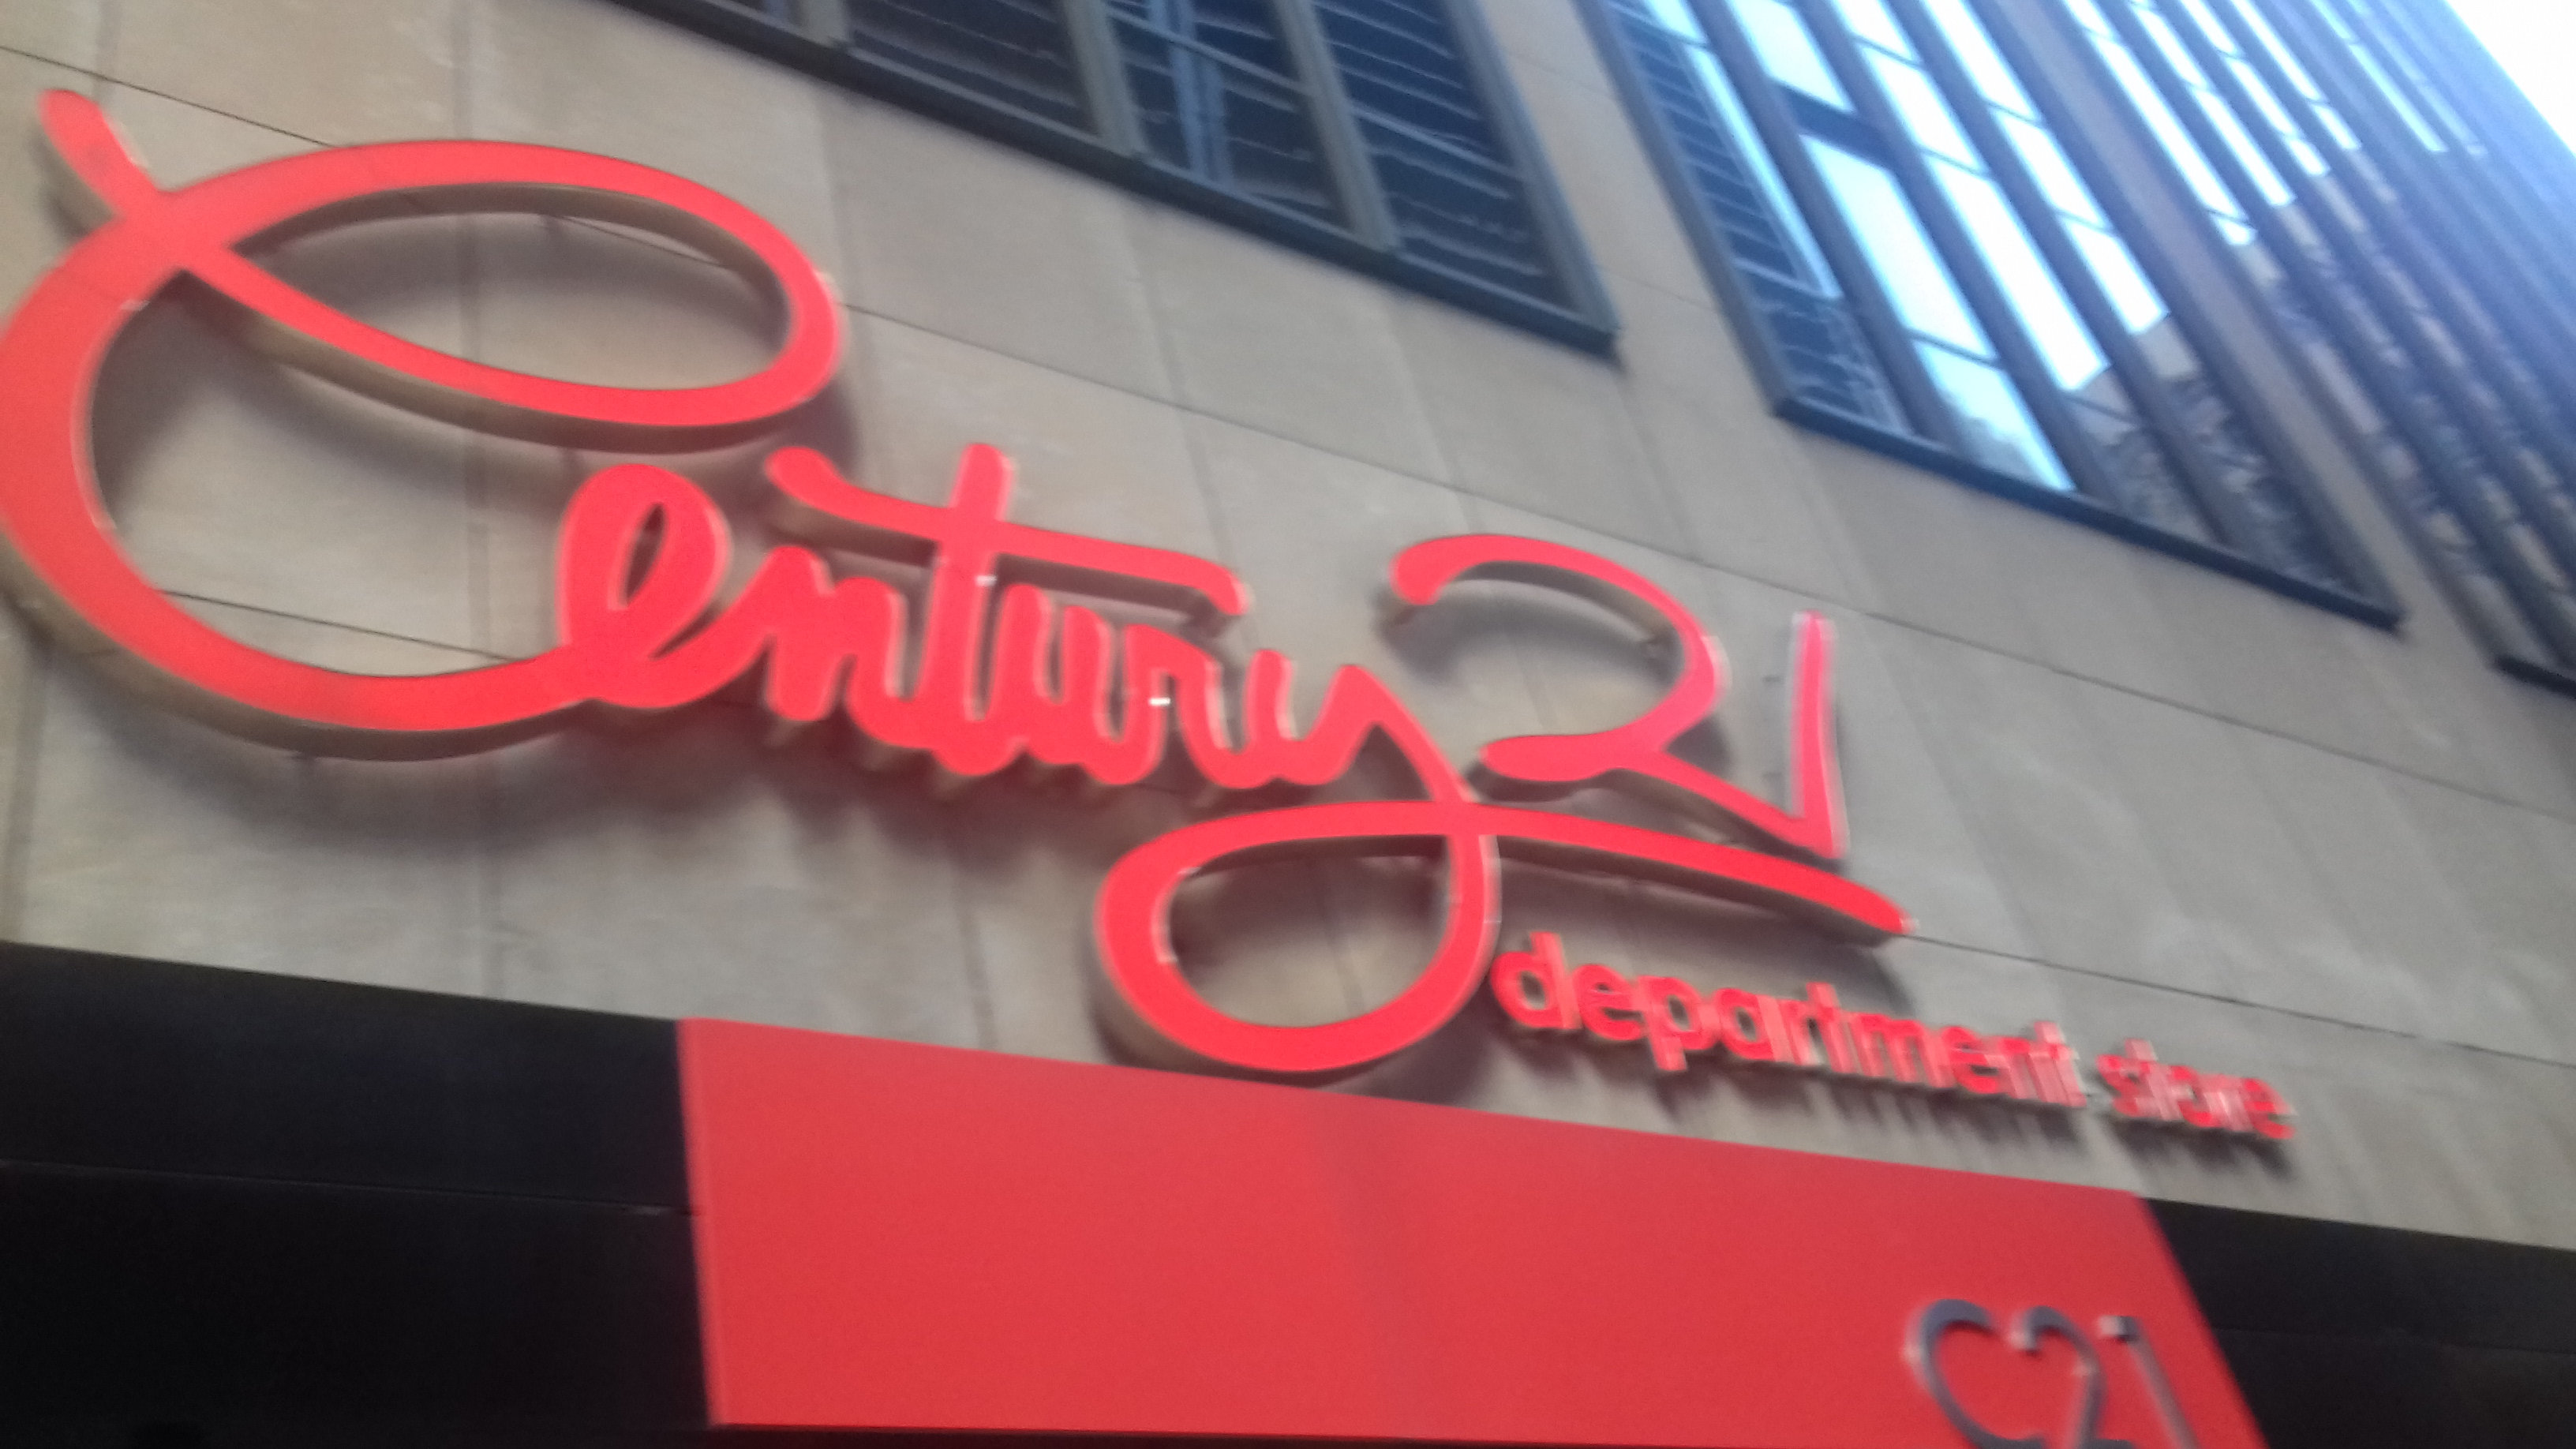 Century 21
department store
C21